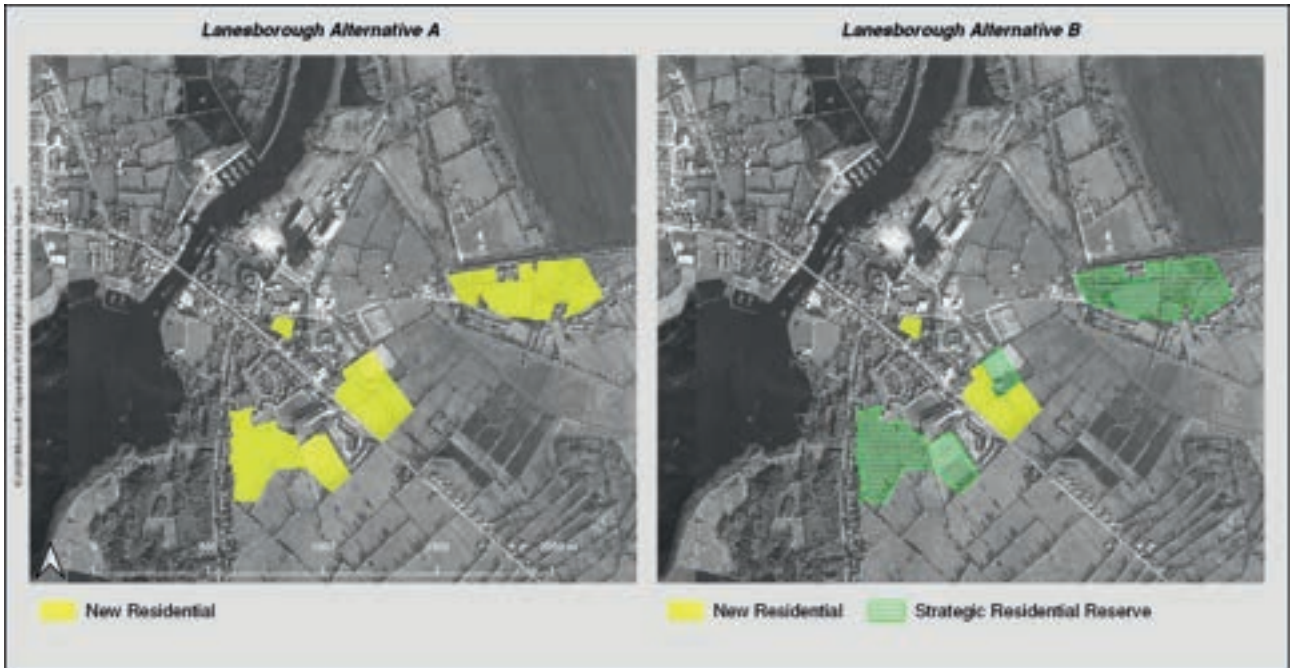 Lanesborough Alternative A
Lanesborough Alternative B
New Residential
New Residential
Strategic Residential Reserve